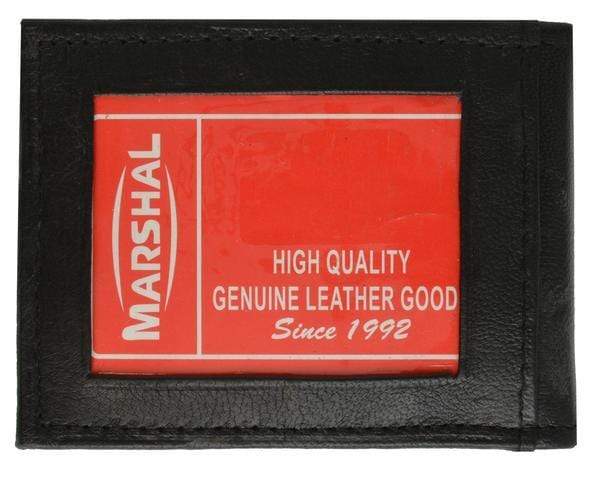 MARSHAL
HIGH QUALITY
GENUINE LEATHER GOOD
Since 1992